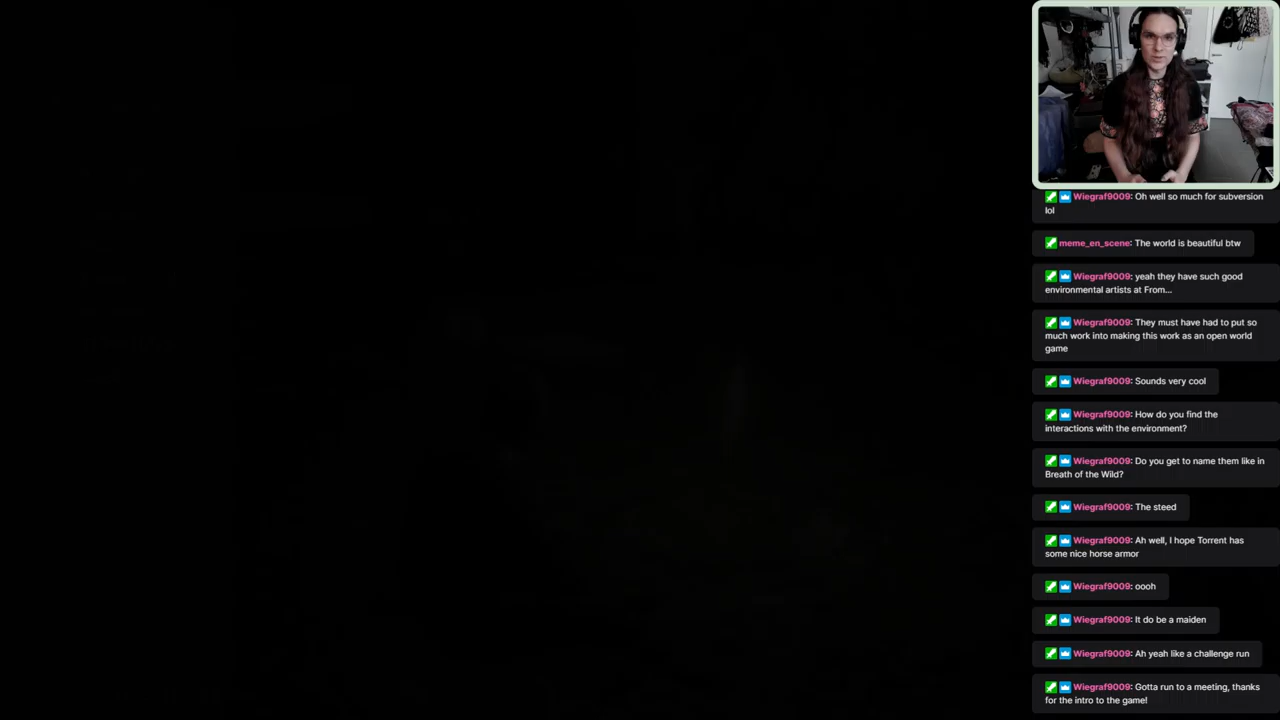 Wiegraf9009: Oh well so much for subversion
lol
meme_en_scene: The world is beautiful btw
Wiegraf9009: yeah they have such good
environmental artists at From...
Wiegraf9009: They must have had to put so
much work into making this work as an open world
game
Wiegraf9009: Sounds very cool
Wiegraf9009: How do you find the
interactions with the environment?
Wiegraf9009: Do you get to name them like in
Breath of the Wild?
Wiegraf9009: The steed
Wiegraf9009: Ah well, I hope Torrent has
some nice horse armor
Wiegraf9009: oooh
Wiegraf9009: It do be a maiden
Wiegraf9009: Ah yeah like a challenge run
Wiegraf9009: Gotta run to a meeting, thanks
for the intro to the game!